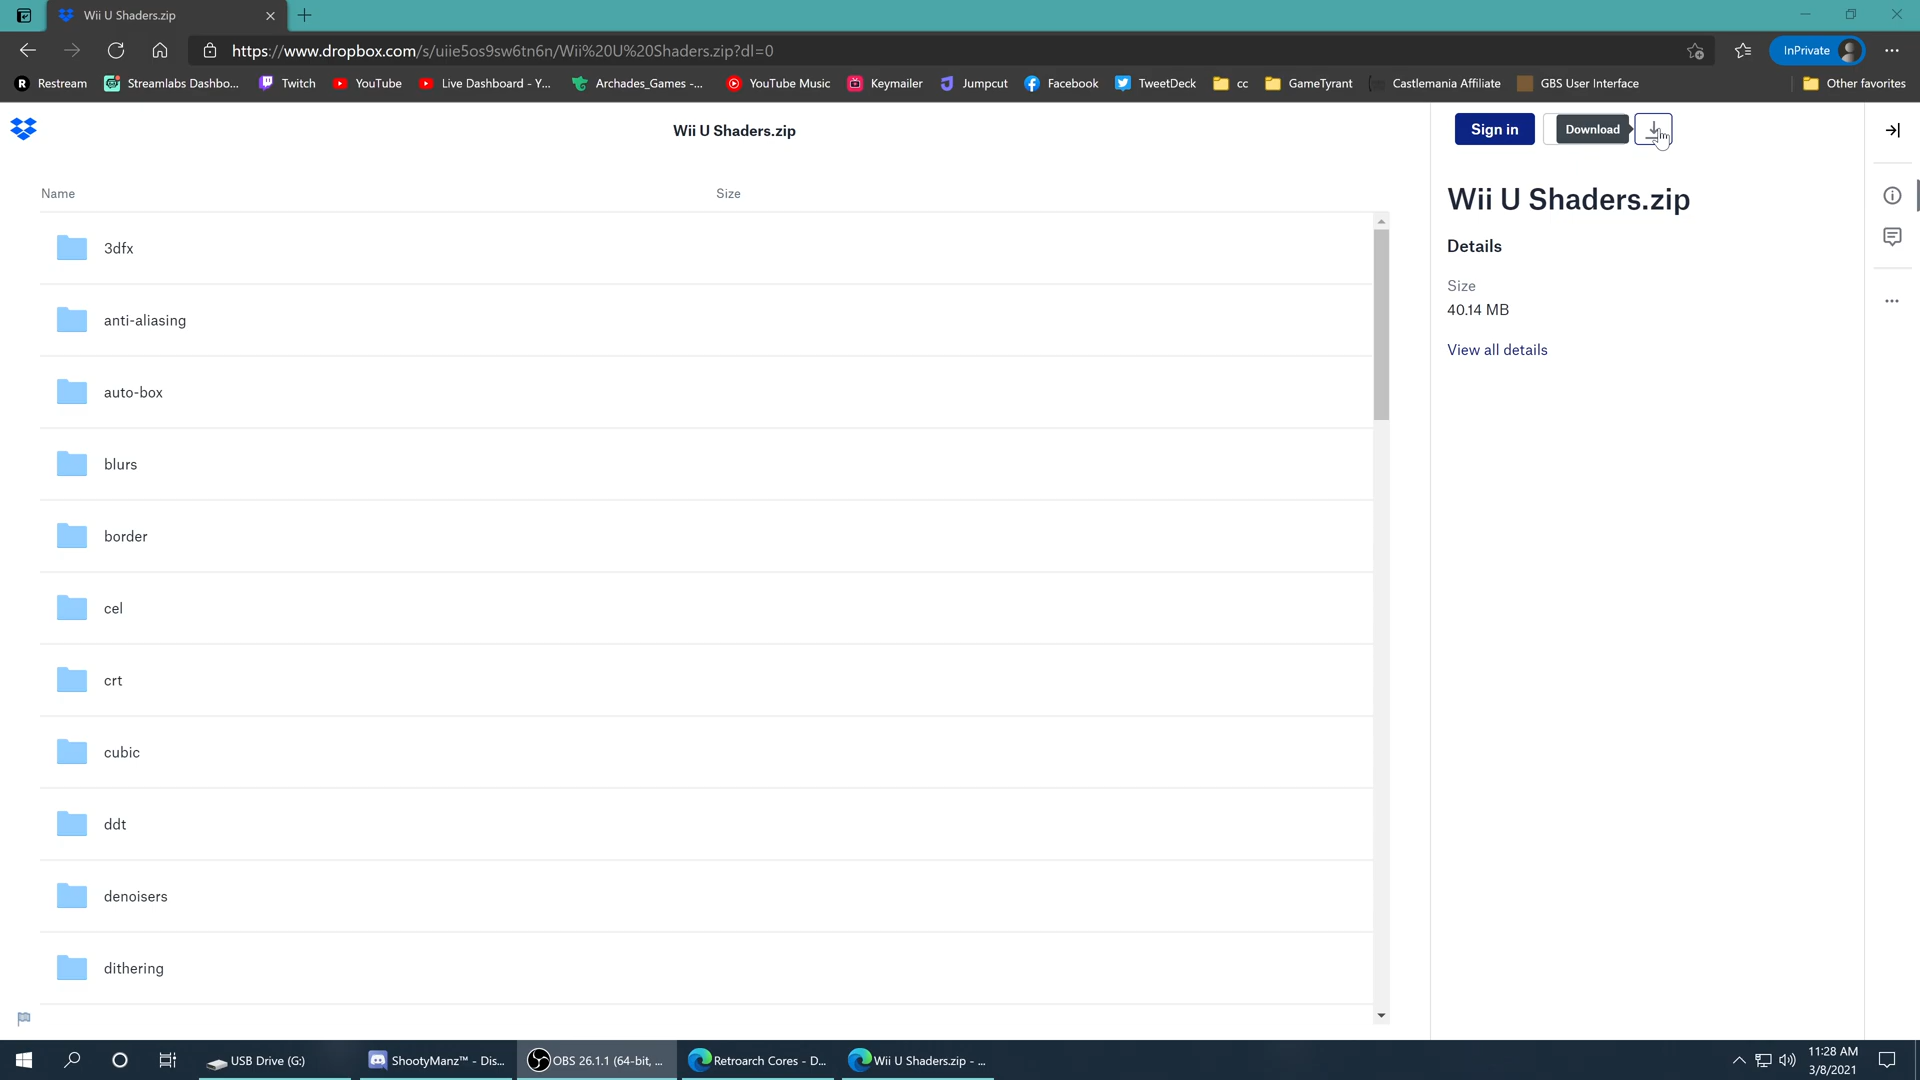 Wii U Shaders.zip
https://www.dropbox.com/s/uiie5os9sw6tn6n/Wii%20U%20Shaders.zip?dl=0
InPrivate
R Restream
Streamlabs Dashbo...
Twitch
YouTube
Live Dashboard - Y...
Archades_Games -...
YouTube Music
Keymailer
Jumpcut
Facebook
TweetDeck
cc
GameTyrant
Castlemania Affiliate
GBS User Interface
Other favorites
Wii U Shaders.zip
Sign in
Download
Name
Size
3dfx
anti-aliasing
auto-box
blurs
border
cel
crt
cubic
ddt
denoisers
dithering
Wii U Shaders.zip
Details
Size
40.14 MB
View all details
USB Drive (G:)
ShootyManz™ - Dis...
OBS 26.1.1 (64-bit, ...
Retroarch Cores - D...
Wii U Shaders.zip - ...
11:28 AM
3/8/2021